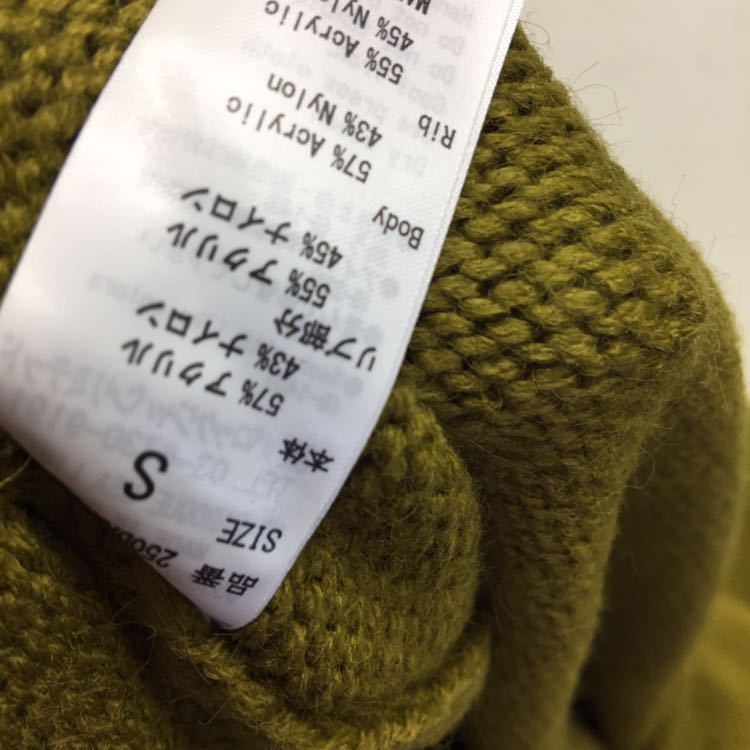 品番 250
SIZE
S
本体
57% アクリル
43% ナイロン
リブ部分
55% アクリル
45% ナイロン
Body
57% Acrylic
43% Nylon
Rib
55% Acrylic
45% Nylon